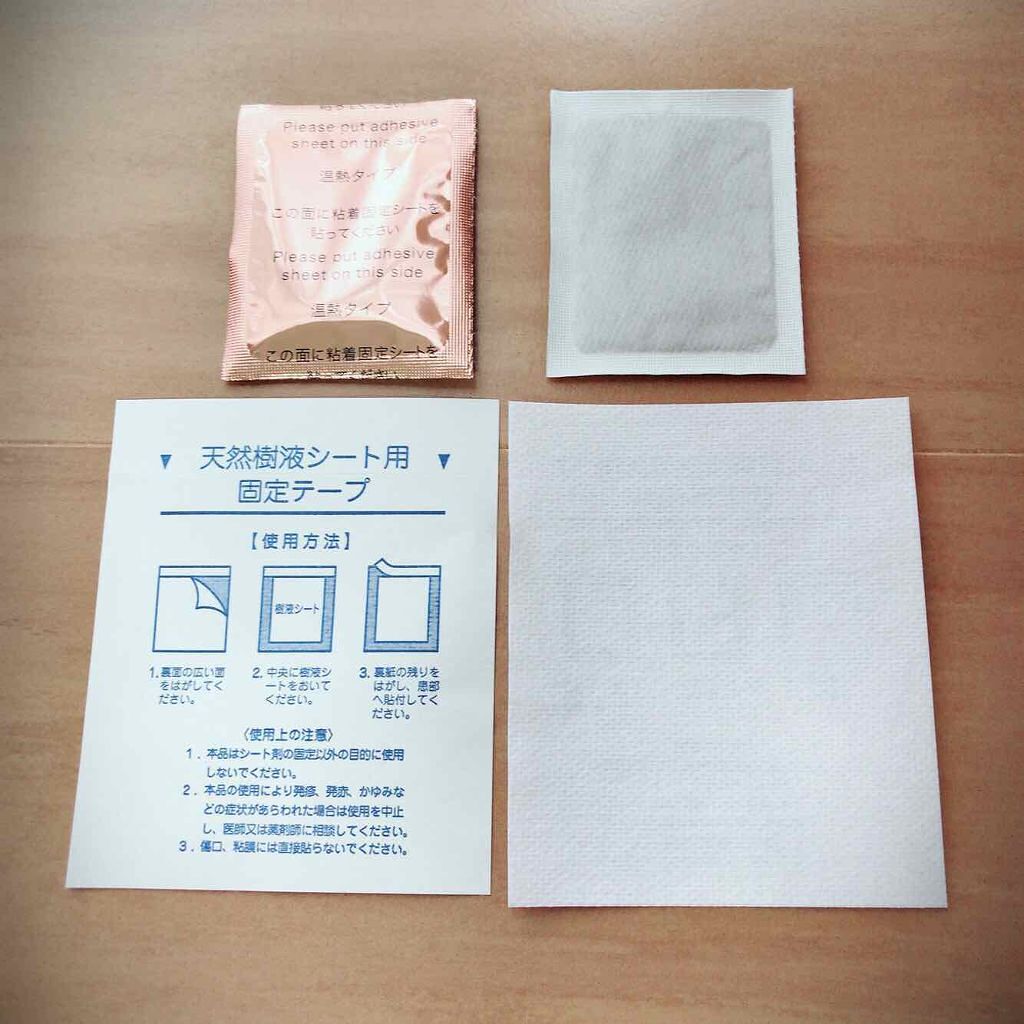 Please put adhesive
sheet on this side
温熱タイプ
この面に粘着固定シートを
貼ってください
Please put adhesive
sheet on this side
温熱タイプ
この面に粘着固定シートを
貼ってください
▼ 天然樹液シート用 ▼
固定テープ
【使用方法】
樹液シート
1. 裏面の広い面
をはがしてく
ださい。
2. 中央に樹液シ
ートをおいて
ください。
3. 裏紙の残りを
はがし、患部
へ貼付してく
ださい。
〈使用上の注意〉
1. 本品はシート剤の固定以外の目的に使用
しないでください。
2. 本品の使用により発疹、発赤、かゆみな
どの症状があらわれた場合は使用を中止
し、医師又は薬剤師に相談してください。
3. 傷口、粘膜には直接貼らないでください。